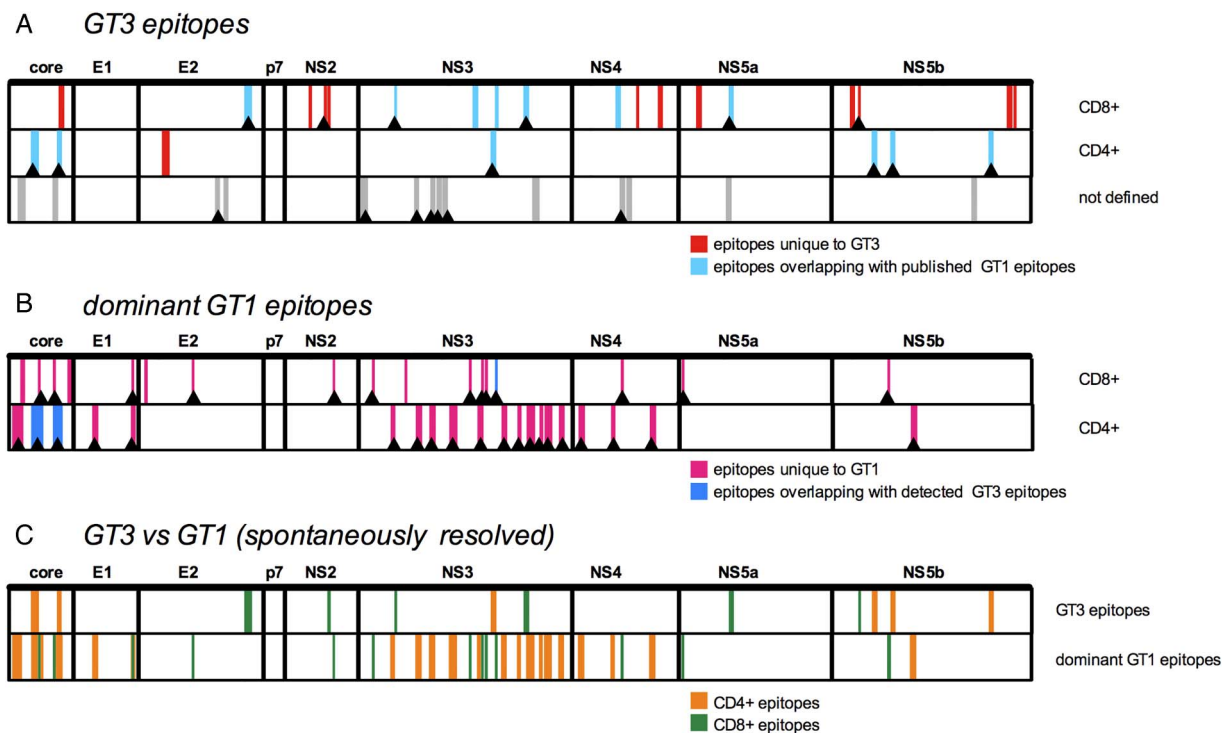 A GT3 epitopes
core E1 E2 p7 NS2 NS3 NS4 NS5a NS5b
CD8+
CD4+
not defined
epitopes unique to GT3
epitopes overlapping with published GT1 epitopes
B dominant GT1 epitopes
core E1 E2 p7 NS2 NS3 NS4 NS5a NS5b
CD8+
CD4+
epitopes unique to GT1
epitopes overlapping with detected GT3 epitopes
C GT3 vs GT1 (spontaneously resolved)
core E1 E2 p7 NS2 NS3 NS4 NS5a NS5b
GT3 epitopes
dominant GT1 epitopes
CD4+ epitopes
CD8+ epitopes